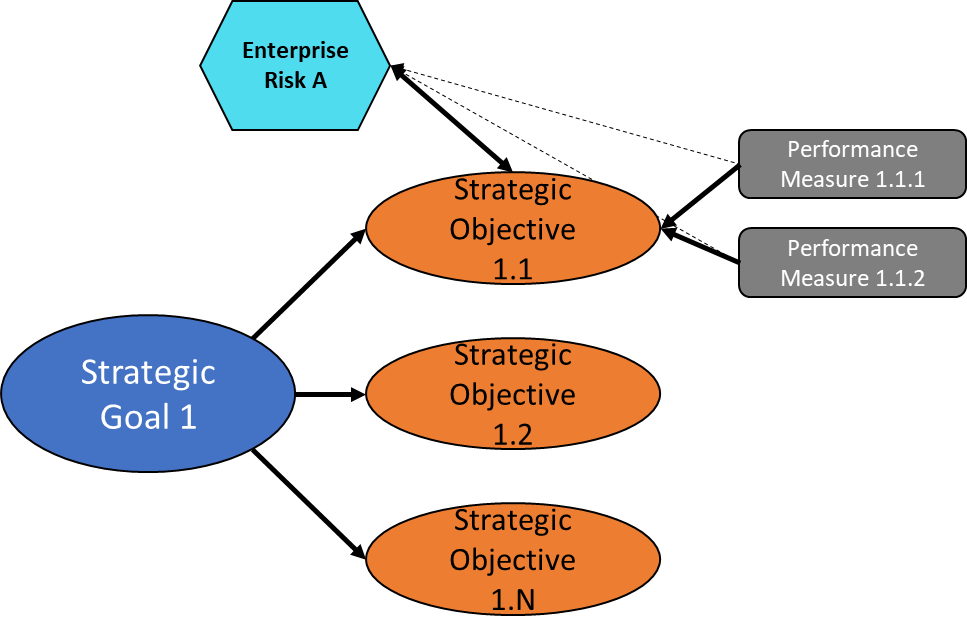 Enterprise
Risk A
Performance
Measure 1.1.1
Strategic
Objective
1.1
Performance
Measure 1.1.2
Strategic
Goal 1
Strategic
Objective
1.2
Strategic
Objective
1.N